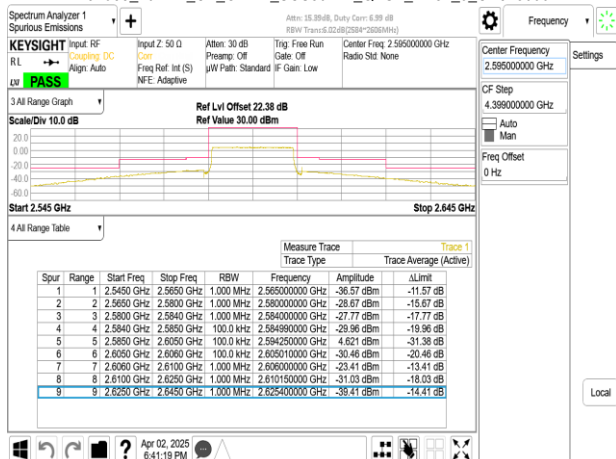 Spectrum Analyzer 1
Spurious Emissions
Attn: 15.39dB, Duty Corr: 6.99 dB
RBW Trans:6.02dB(2584~2606MHz)
Frequency
KEYSIGHT Input: RF Input Z: 50 Ω Atten: 30 dB Trig: Free Run Center Freq: 2.595000000 GHz
RL Coupling: DC Corr Preamp: Off Gate: Off Radio Std: None
Align: Auto Freq Ref: Int (S) µW Path: Standard IF Gain: Low
LXI PASS NFE: Adaptive
Center Frequency
2.595000000 GHz
Settings
CF Step
4.399000000 GHz
Auto
Man
Freq Offset
0 Hz
3 All Range Graph
Ref Lvl Offset 22.38 dB
Scale/Div 10.0 dB Ref Value 30.00 dBm
20.0
0.00
-20.0
-40.0
-60.0
Start 2.545 GHz Stop 2.645 GHz
4 All Range Table
Measure Trace Trace 1
Trace Type Trace Average (Active)
Spur Range Start Freq Stop Freq RBW Frequency Amplitude ΔLimit
1 1 2.5450 GHz 2.5650 GHz 1.000 MHz 2.565000000 GHz -36.57 dBm -11.57 dB
2 2 2.5650 GHz 2.5800 GHz 1.000 MHz 2.580000000 GHz -28.67 dBm -15.67 dB
3 3 2.5800 GHz 2.5840 GHz 1.000 MHz 2.584000000 GHz -27.77 dBm -17.77 dB
4 4 2.5840 GHz 2.5850 GHz 100.0 kHz 2.584990000 GHz -29.96 dBm -19.96 dB
5 5 2.5850 GHz 2.6050 GHz 100.0 kHz 2.594250000 GHz 4.621 dBm -31.38 dB
6 6 2.6050 GHz 2.6060 GHz 100.0 kHz 2.605010000 GHz -30.46 dBm -20.46 dB
7 7 2.6060 GHz 2.6100 GHz 1.000 MHz 2.606000000 GHz -23.41 dBm -13.41 dB
8 8 2.6100 GHz 2.6250 GHz 1.000 MHz 2.610150000 GHz -31.03 dBm -18.03 dB
9 9 2.6250 GHz 2.6450 GHz 1.000 MHz 2.625400000 GHz -39.41 dBm -14.41 dB
Local
Apr 02, 2025
6:41:19 PM